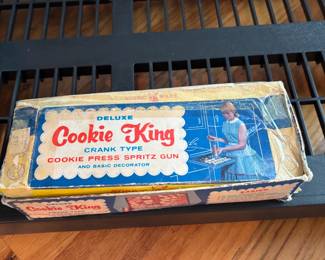 DELUXE
Cookie King
CRANK TYPE
COOKIE PRESS SPRITZ GUN
AND BASIC DECORATOR
Cookie King